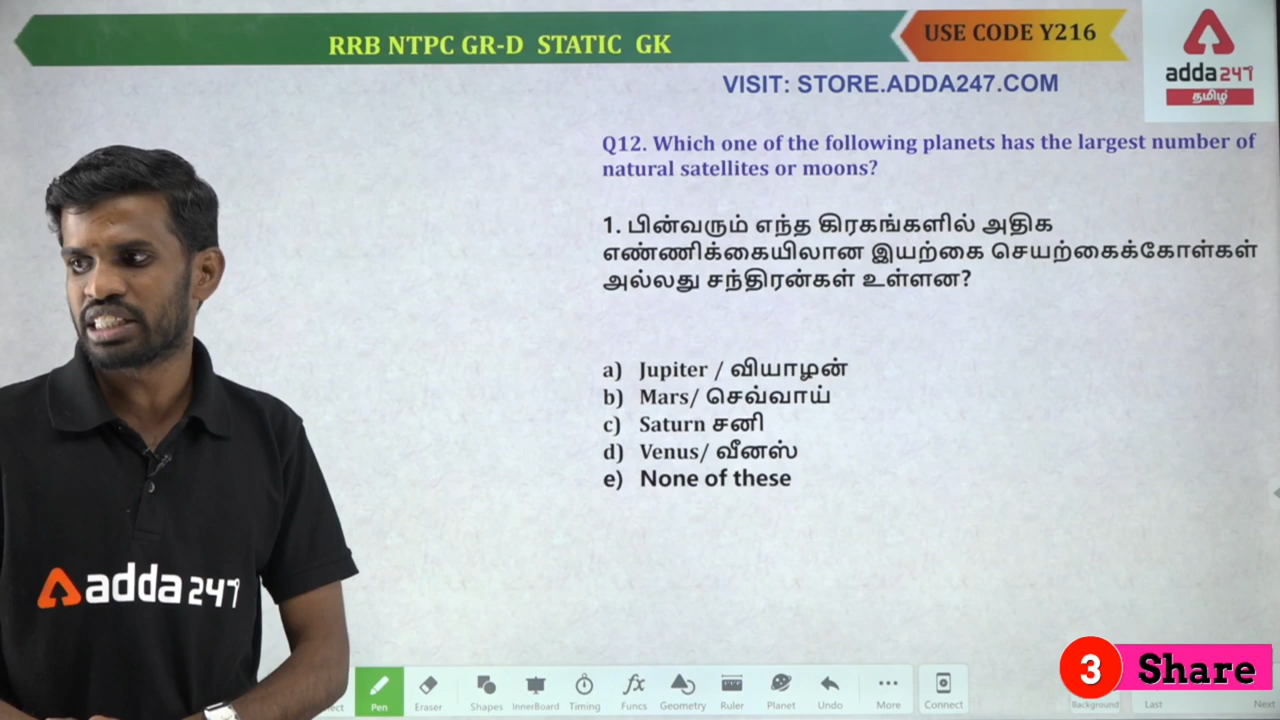 RRB NTPC GR-D STATIC GK
USE CODE Y216
adda247
தமிழ்
VISIT: STORE.ADDA247.COM
Q12. Which one of the following planets has the largest number of
natural satellites or moons?
1. பின்வரும் எந்த கிரகங்களில் அதிக
எண்ணிக்கையிலான இயற்கை செயற்கைக்கோள்கள்
அல்லது சந்திரன்கள் உள்ளன?
a) Jupiter / வியாழன்
b) Mars/ செவ்வாய்
c) Saturn சனி
d) Venus/ வீனஸ்
e) None of these
adda247
3 Share
Pen Eraser Shapes InnerBoard Timing Funcs Geometry Ruler Planet Undo More Connect Background Last Next